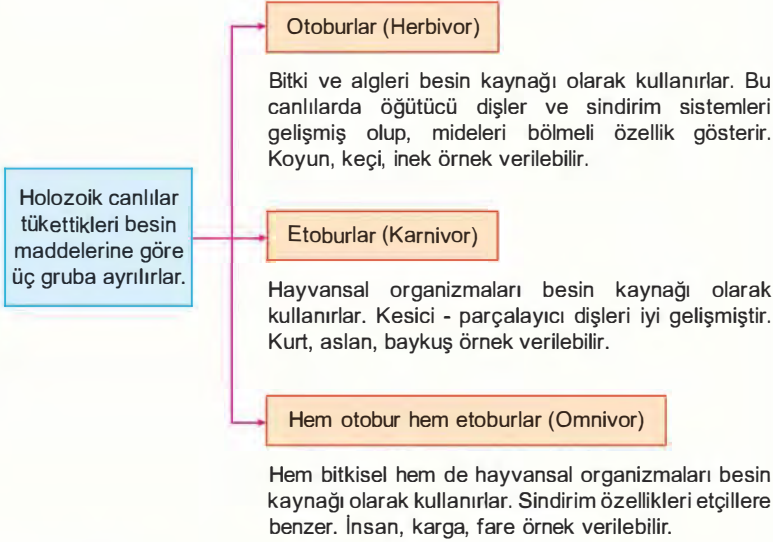 Otoburlar (Herbivor)
Bitki ve algleri besin kaynağı olarak kullanırlar. Bu
canlılarda öğütücü dişler ve sindirim sistemleri
gelişmiş olup, mideleri bölmeli özellik gösterir.
Koyun, keçi, inek örnek verilebilir.
Holozoik canlılar
tükettikleri besin
maddelerine göre
üç gruba ayrılırlar.
Etoburlar (Karnivor)
Hayvansal organizmaları besin kaynağı olarak
kullanırlar. Kesici - parçalayıcı dişleri iyi gelişmiştir.
Kurt, aslan, baykuş örnek verilebilir.
Hem otobur hem etoburlar (Omnivor)
Hem bitkisel hem de hayvansal organizmaları besin
kaynağı olarak kullanırlar. Sindirim özellikleri etçillere
benzer. İnsan, karga, fare örnek verilebilir.